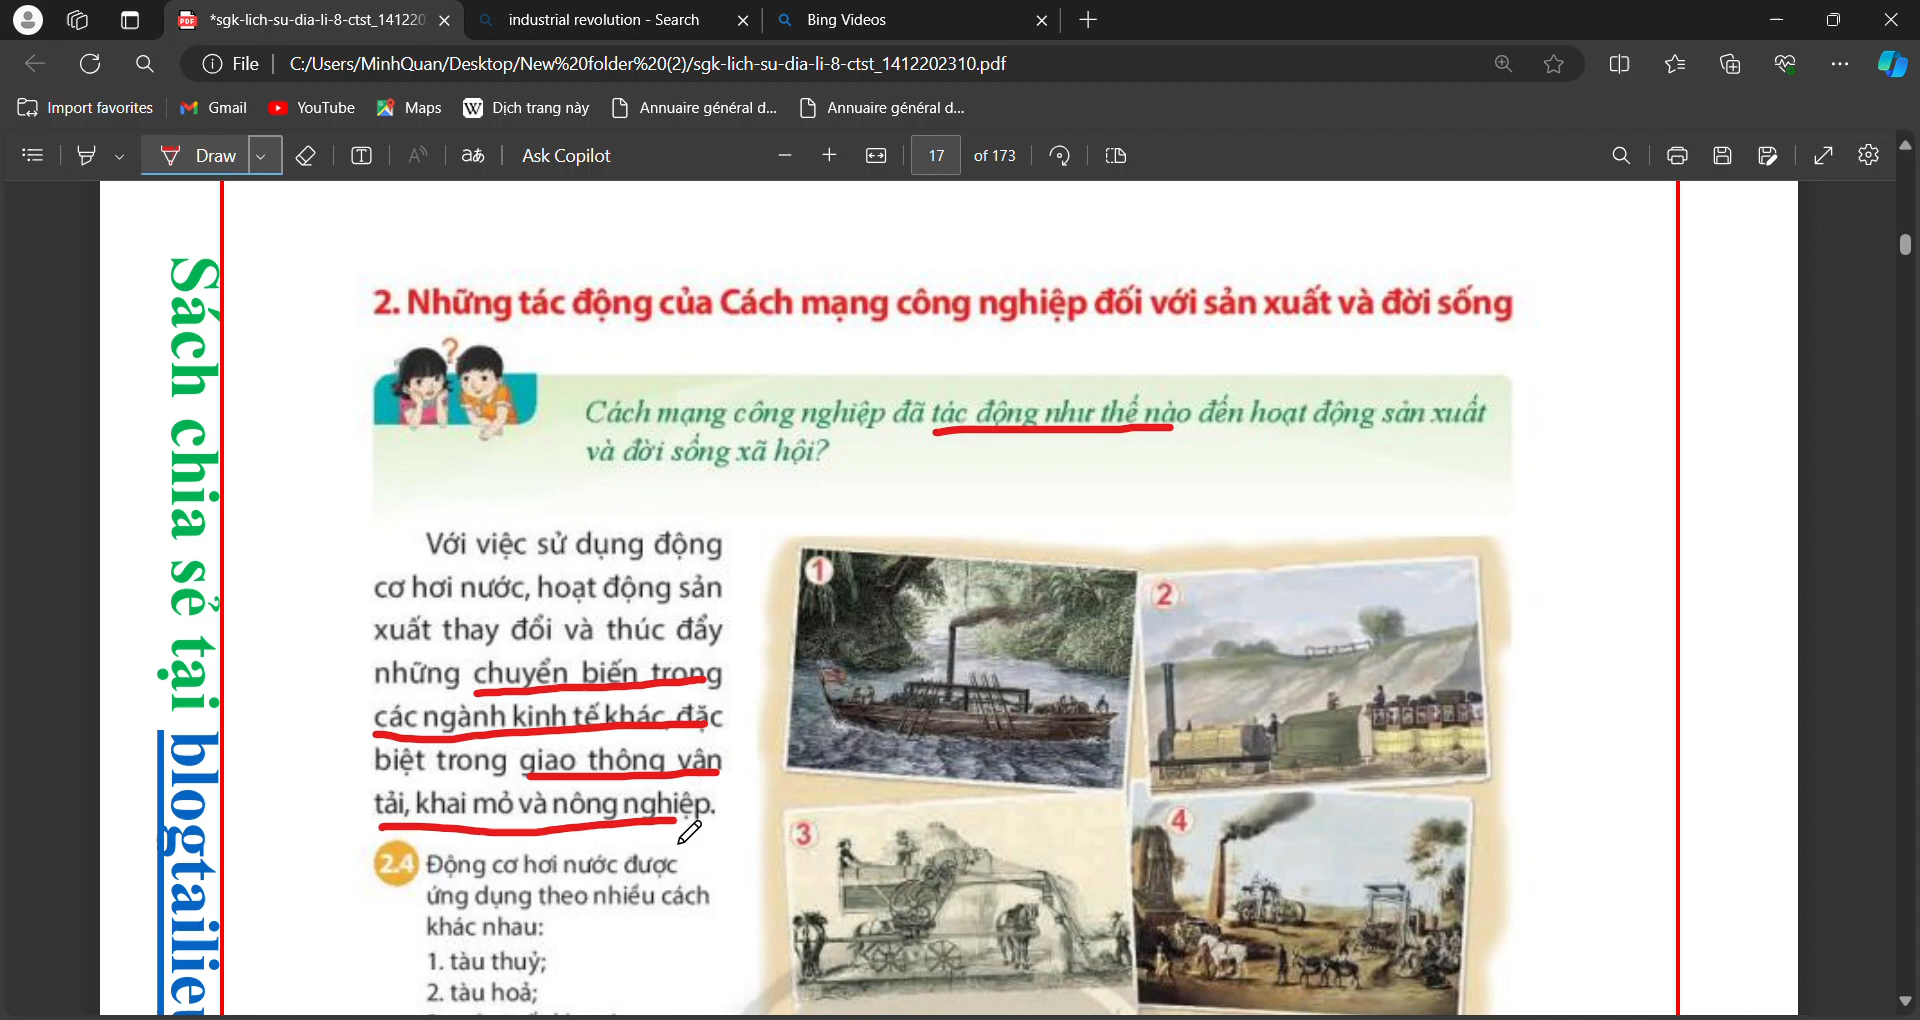 *sgk-lich-su-dia-li-8-ctst_141220
industrial revolution - Search
Bing Videos
File
C:/Users/MinhQuan/Desktop/New%20folder%20(2)/sgk-lich-su-dia-li-8-ctst_1412202310.pdf
Import favorites
Gmail
YouTube
Maps
Dịch trang này
Annuaire général d...
Annuaire général d...
Draw
Ask Copilot
17
of 173
Sách chia sẻ tại blogtailieu
2. Những tác động của Cách mạng công nghiệp đối với sản xuất và đời sống
?
Cách mạng công nghiệp đã tác động như thế nào đến hoạt động sản xuất
và đời sống xã hội?
Với việc sử dụng động
cơ hơi nước, hoạt động sản
xuất thay đổi và thúc đẩy
những chuyển biến trong
các ngành kinh tế khác, đặc
biệt trong giao thông vận
tải, khai mỏ và nông nghiệp.
2.4 Động cơ hơi nước được
ứng dụng theo nhiều cách
khác nhau:
1. tàu thuỷ;
2. tàu hoả;
1
2
3
4